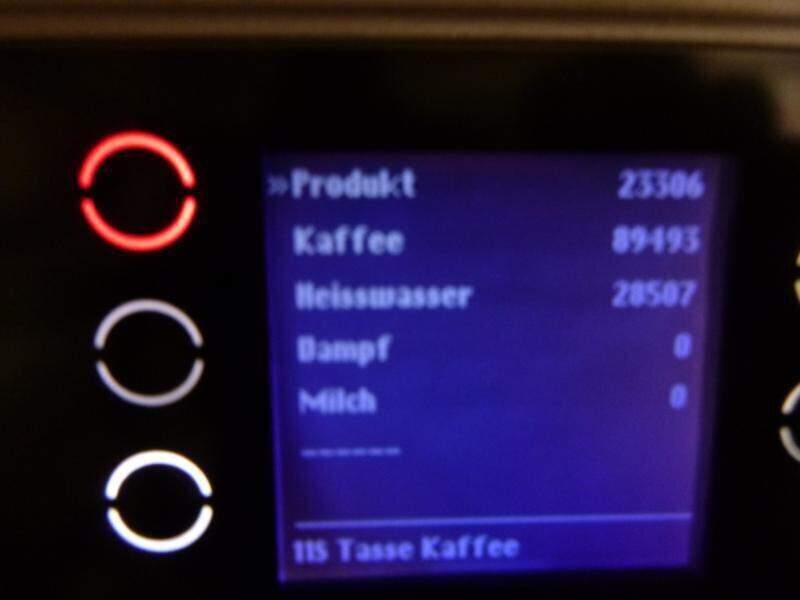 »Produkt 23306
Kaffee 89493
Heisswasser 28507
Dampf 0
Milch 0
------
115 Tasse Kaffee